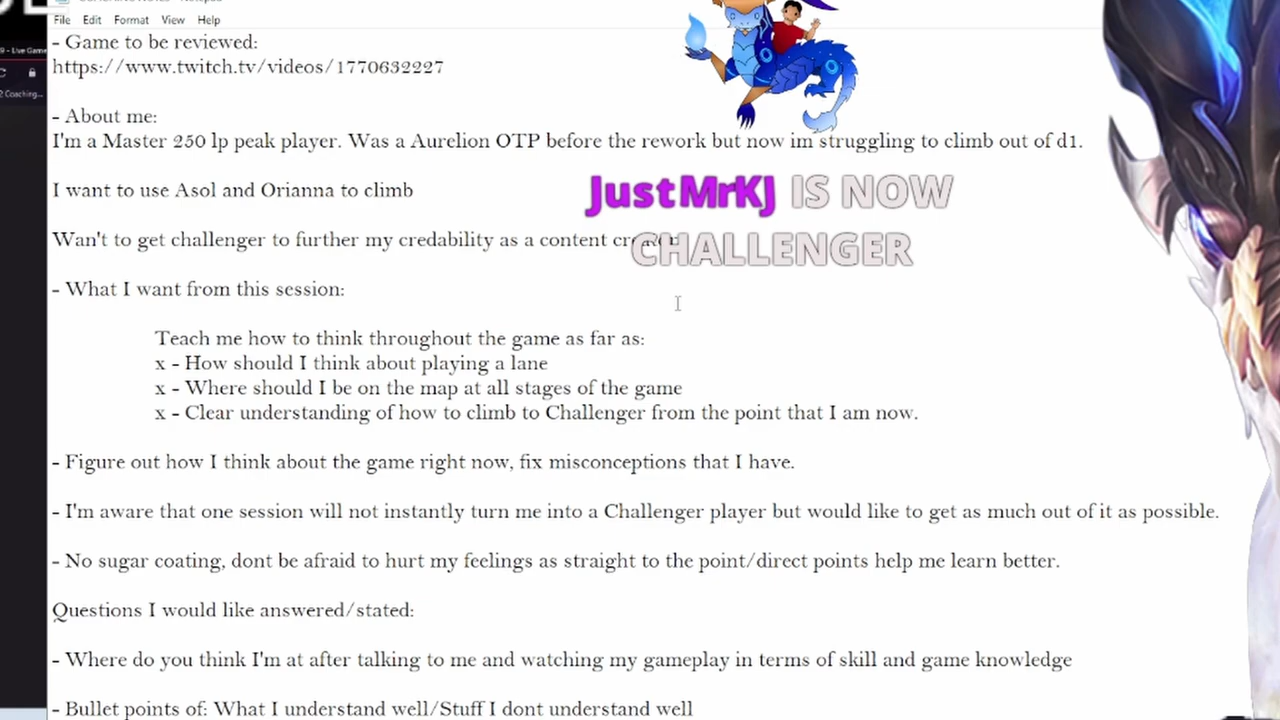 File Edit Format View Help
- Game to be reviewed:
https://www.twitch.tv/videos/1770632227
- About me:
I'm a Master 250 lp peak player. Was a Aurelion OTP before the rework but now im struggling to climb out of d1.
I want to use Asol and Orianna to climb
JustMrKJ IS NOW
CHALLENGER
Wan't to get challenger to further my credability as a content
- What I want from this session:
Teach me how to think throughout the game as far as:
x - How should I think about playing a lane
x - Where should I be on the map at all stages of the game
x - Clear understanding of how to climb to Challenger from the point that I am now.
- Figure out how I think about the game right now, fix misconceptions that I have.
- I'm aware that one session will not instantly turn me into a Challenger player but would like to get as much out of it as possible.
- No sugar coating, dont be afraid to hurt my feelings as straight to the point/direct points help me learn better.
Questions I would like answered/stated:
- Where do you think I'm at after talking to me and watching my gameplay in terms of skill and game knowledge
- Bullet points of: What I understand well/Stuff I dont understand well